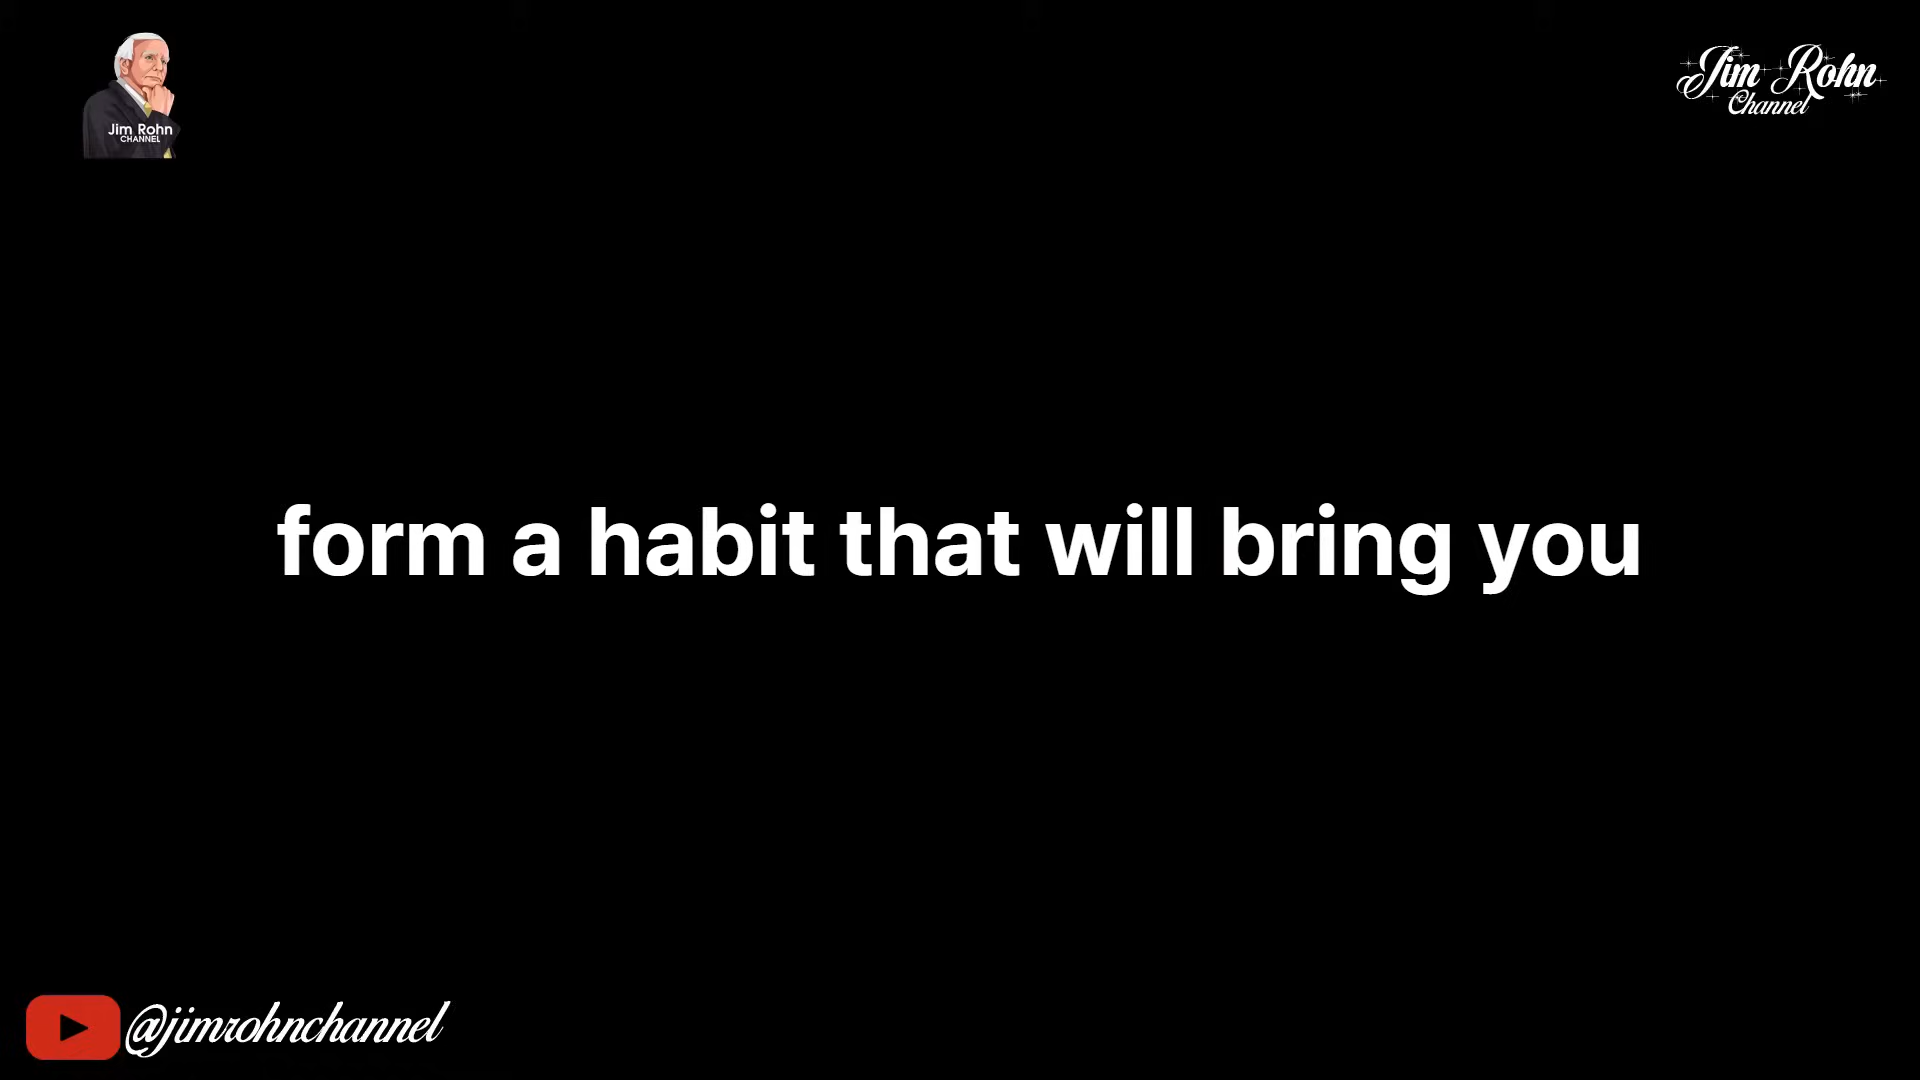 Jim Rohn
CHANNEL
Jim Rohn
Channel
form a habit that will bring you
@jimrohnchannel